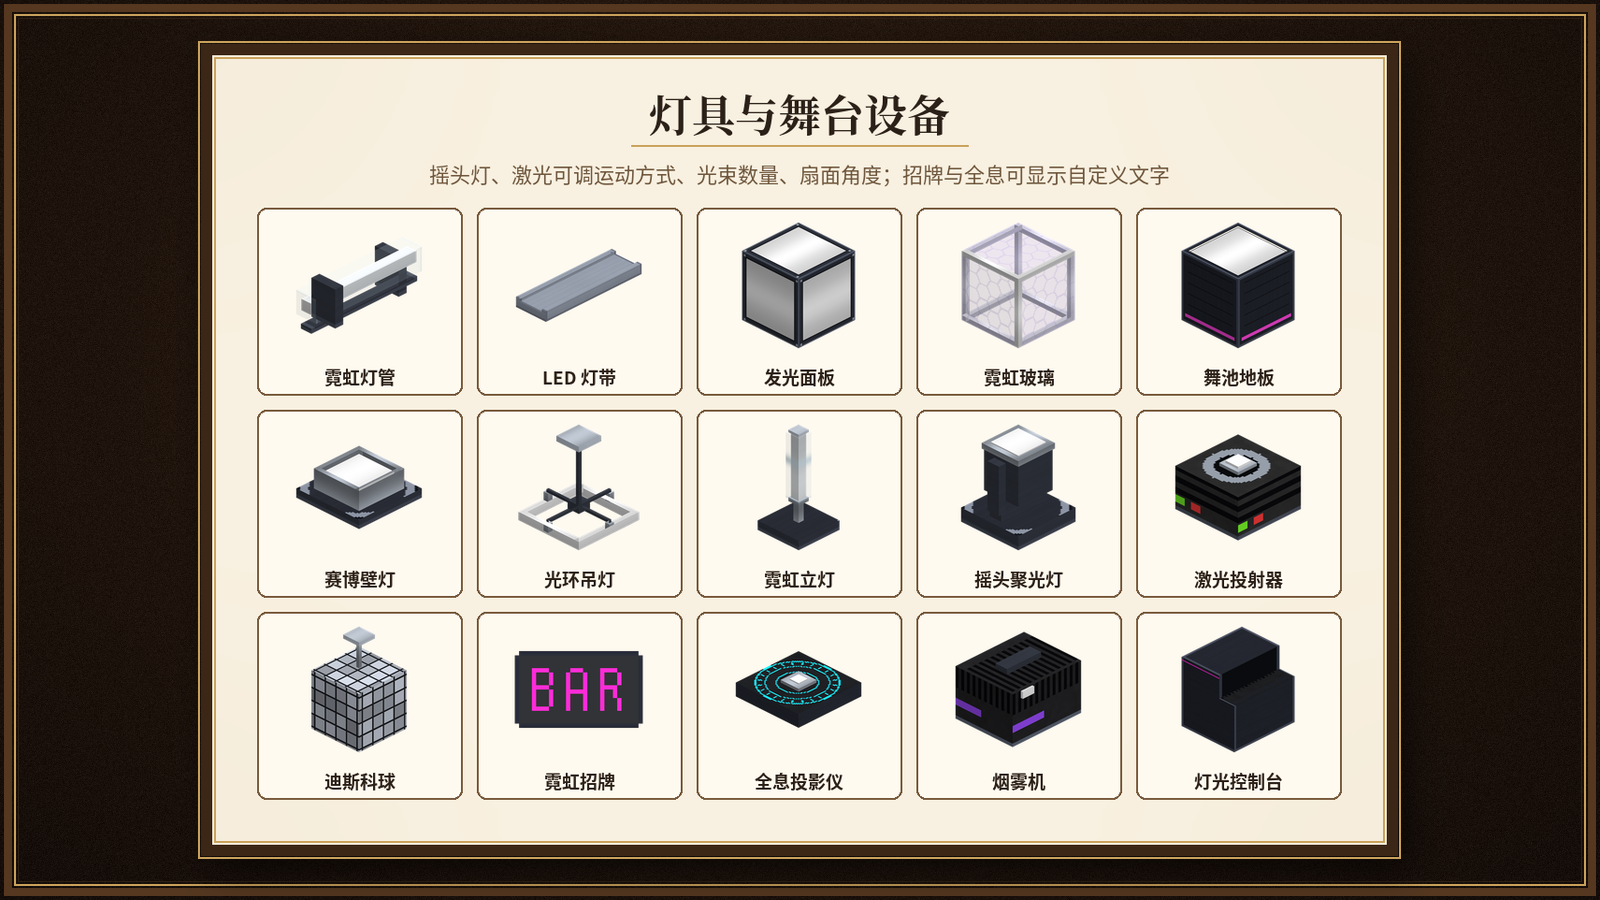 灯具与舞台设备
摇头灯、激光可调运动方式、光束数量、扇面角度；招牌与全息可显示自定义文字
霓虹灯管
LED 灯带
发光面板
霓虹玻璃
舞池地板
赛博壁灯
光环吊灯
霓虹立灯
摇头聚光灯
激光投射器
迪斯科球
BAR
霓虹招牌
全息投影仪
烟雾机
灯光控制台